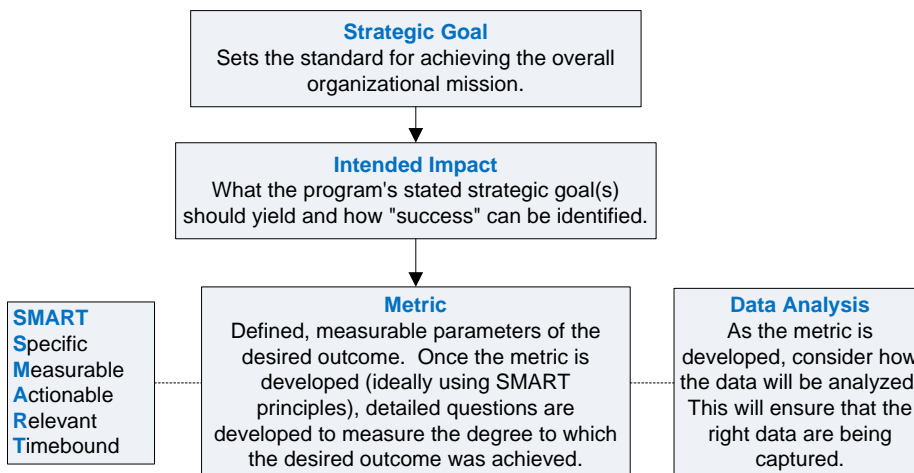 Strategic Goal
Sets the standard for achieving the overall
organizational mission.
Intended Impact
What the program's stated strategic goal(s)
should yield and how "success" can be identified.
SMART
Specific
Measurable
Actionable
Relevant
Timebound
Metric
Defined, measurable parameters of the
desired outcome. Once the metric is
developed (ideally using SMART
principles), detailed questions are
developed to measure the degree to which
the desired outcome was achieved.
Data Analysis
As the metric is
developed, consider how
the data will be analyzed
This will ensure that the
right data are being
captured.